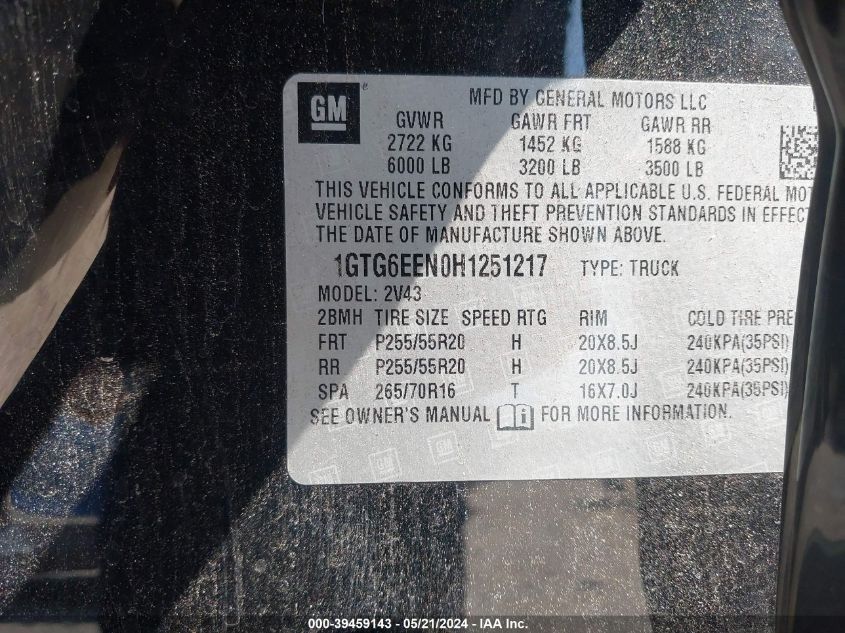 GM
MFD BY GENERAL MOTORS LLC
GVWR GAWR FRT GAWR RR
2722 KG 1452 KG 1588 KG
6000 LB 3200 LB 3500 LB
THIS VEHICLE CONFORMS TO ALL APPLICABLE U.S. FEDERAL MOT
VEHICLE SAFETY AND THEFT PREVENTION STANDARDS IN EFFECT
THE DATE OF MANUFACTURE SHOWN ABOVE.
1GTG6EEN0H1251217 TYPE: TRUCK
MODEL: 2V43
2BMH TIRE SIZE SPEED RTG RIM COLD TIRE PRE
FRT P255/55R20 H 20X8.5J 240KPA(35PSI)
RR P255/55R20 H 20X8.5J 240KPA(35PSI)
SPA 265/70R16 T 16X7.0J 240KPA(35PSI)
SEE OWNER'S MANUAL i FOR MORE INFORMATION.
000-39459143 - 05/21/2024 - IAA Inc.